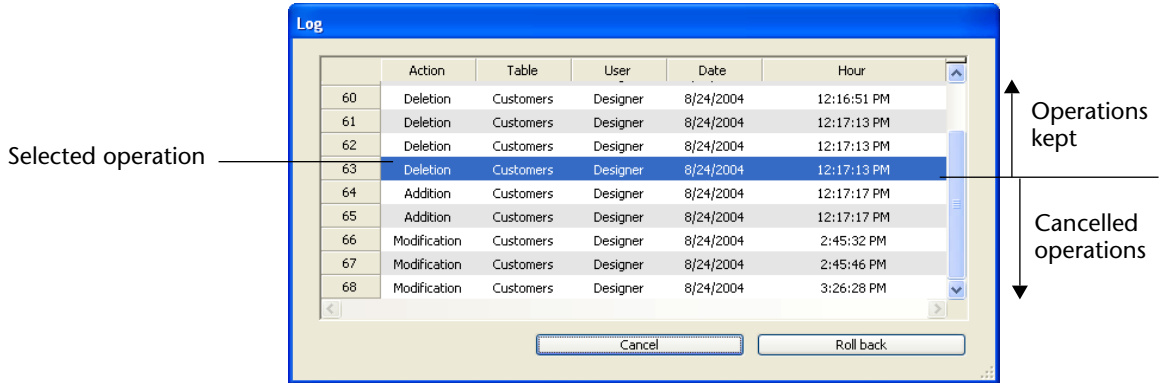 Log
Action Table User Date Hour
60 Deletion Customers Designer 8/24/2004 12:16:51 PM
61 Deletion Customers Designer 8/24/2004 12:17:13 PM
62 Deletion Customers Designer 8/24/2004 12:17:13 PM
63 Deletion Customers Designer 8/24/2004 12:17:13 PM
64 Addition Customers Designer 8/24/2004 12:17:17 PM
65 Addition Customers Designer 8/24/2004 12:17:17 PM
66 Modification Customers Designer 8/24/2004 2:45:32 PM
67 Modification Customers Designer 8/24/2004 2:45:46 PM
68 Modification Customers Designer 8/24/2004 3:26:28 PM
Cancel Roll back
Selected operation
Operations
kept
Cancelled
operations